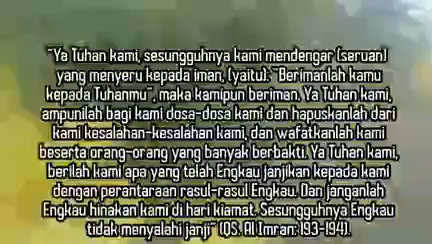 "Ya Tuhan kami, sesungguhnya kami mendengar (seruan)
yang menyeru kepada iman, (yaitu): "Berimanlah kamu
kepada Tuhanmu", maka kamipun beriman. Ya Tuhan kami,
ampunilah bagi kami dosa-dosa kami dan hapuskanlah dari
kami kesalahan-kesalahan kami, dan wafatkanlah kami
beserta orang-orang yang banyak berbakti. Ya Tuhan kami,
berilah kami apa yang telah Engkau janjikan kepada kami
dengan perantaraan rasul-rasul Engkau. Dan janganlah
Engkau hinakan kami di hari kiamat. Sesungguhnya Engkau
tidak menyalahi janji" (QS: Al Imran: 193-194).